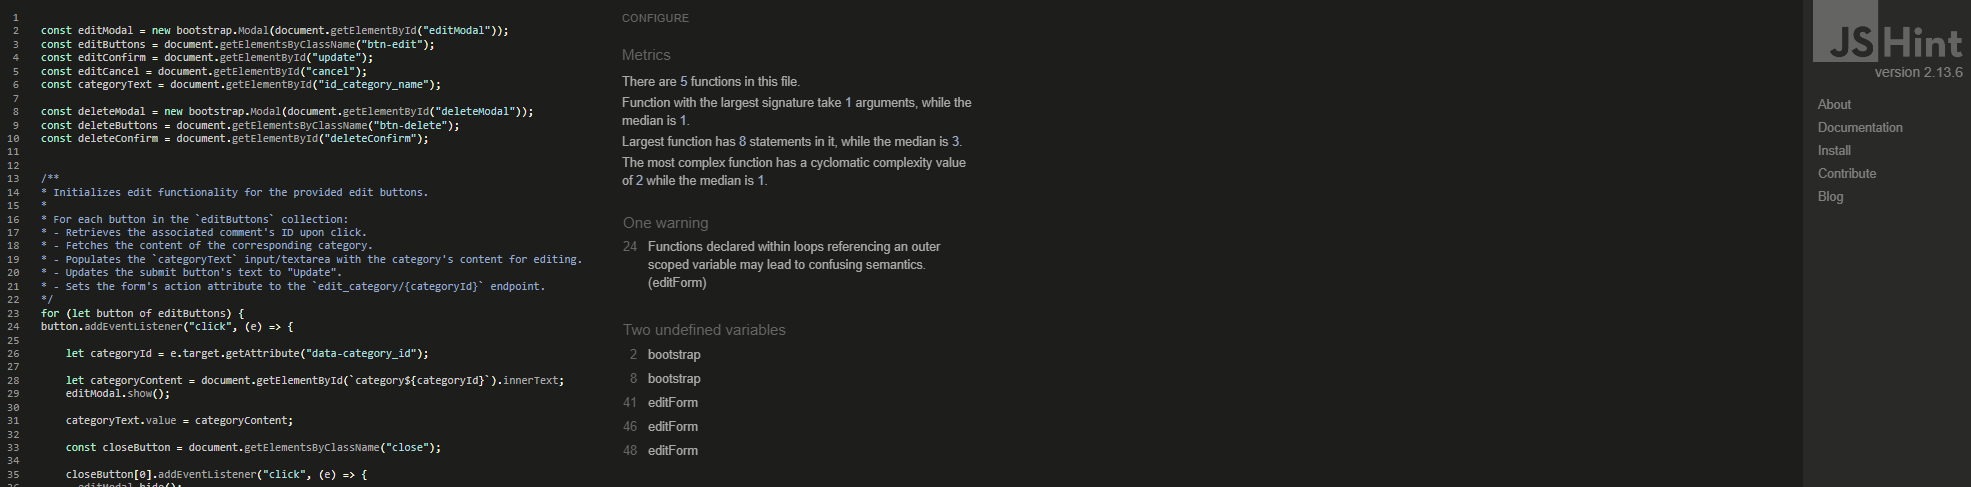 1
2 const editModal = new bootstrap.Modal(document.getElementById("editModal"));
3 const editButtons = document.getElementsByClassName("btn-edit");
4 const editConfirm = document.getElementById("update");
5 const editCancel = document.getElementById("cancel");
6 const categoryText = document.getElementById("id_category_name");
7
8 const deleteModal = new bootstrap.Modal(document.getElementById("deleteModal"));
9 const deleteButtons = document.getElementsByClassName("btn-delete");
10 const deleteConfirm = document.getElementById("deleteConfirm");
11
12
13 /**
14 * Initializes edit functionality for the provided edit buttons.
15 *
16 * For each button in the `editButtons` collection:
17 * - Retrieves the associated comment's ID upon click.
18 * - Fetches the content of the corresponding category.
19 * - Populates the `categoryText` input/textarea with the category's content for editing.
20 * - Updates the submit button's text to "Update".
21 * - Sets the form's action attribute to the `edit_category/{categoryId}` endpoint.
22 */
23 for (let button of editButtons) {
24 button.addEventListener("click", (e) => {
25
26 let categoryId = e.target.getAttribute("data-category_id");
27
28 let categoryContent = document.getElementById(`category${categoryId}`).innerText;
29 editModal.show();
30
31 categoryText.value = categoryContent;
32
33 const closeButton = document.getElementsByClassName("close");
34
35 closeButton[0].addEventListener("click", (e) => {
36 editModal.hide();
CONFIGURE
Metrics
There are 5 functions in this file.
Function with the largest signature take 1 arguments, while the
median is 1.
Largest function has 8 statements in it, while the median is 3.
The most complex function has a cyclomatic complexity value
of 2 while the median is 1.
One warning
24 Functions declared within loops referencing an outer
scoped variable may lead to confusing semantics.
(editForm)
Two undefined variables
2 bootstrap
8 bootstrap
41 editForm
46 editForm
48 editForm
JSHint
version 2.13.6
About
Documentation
Install
Contribute
Blog